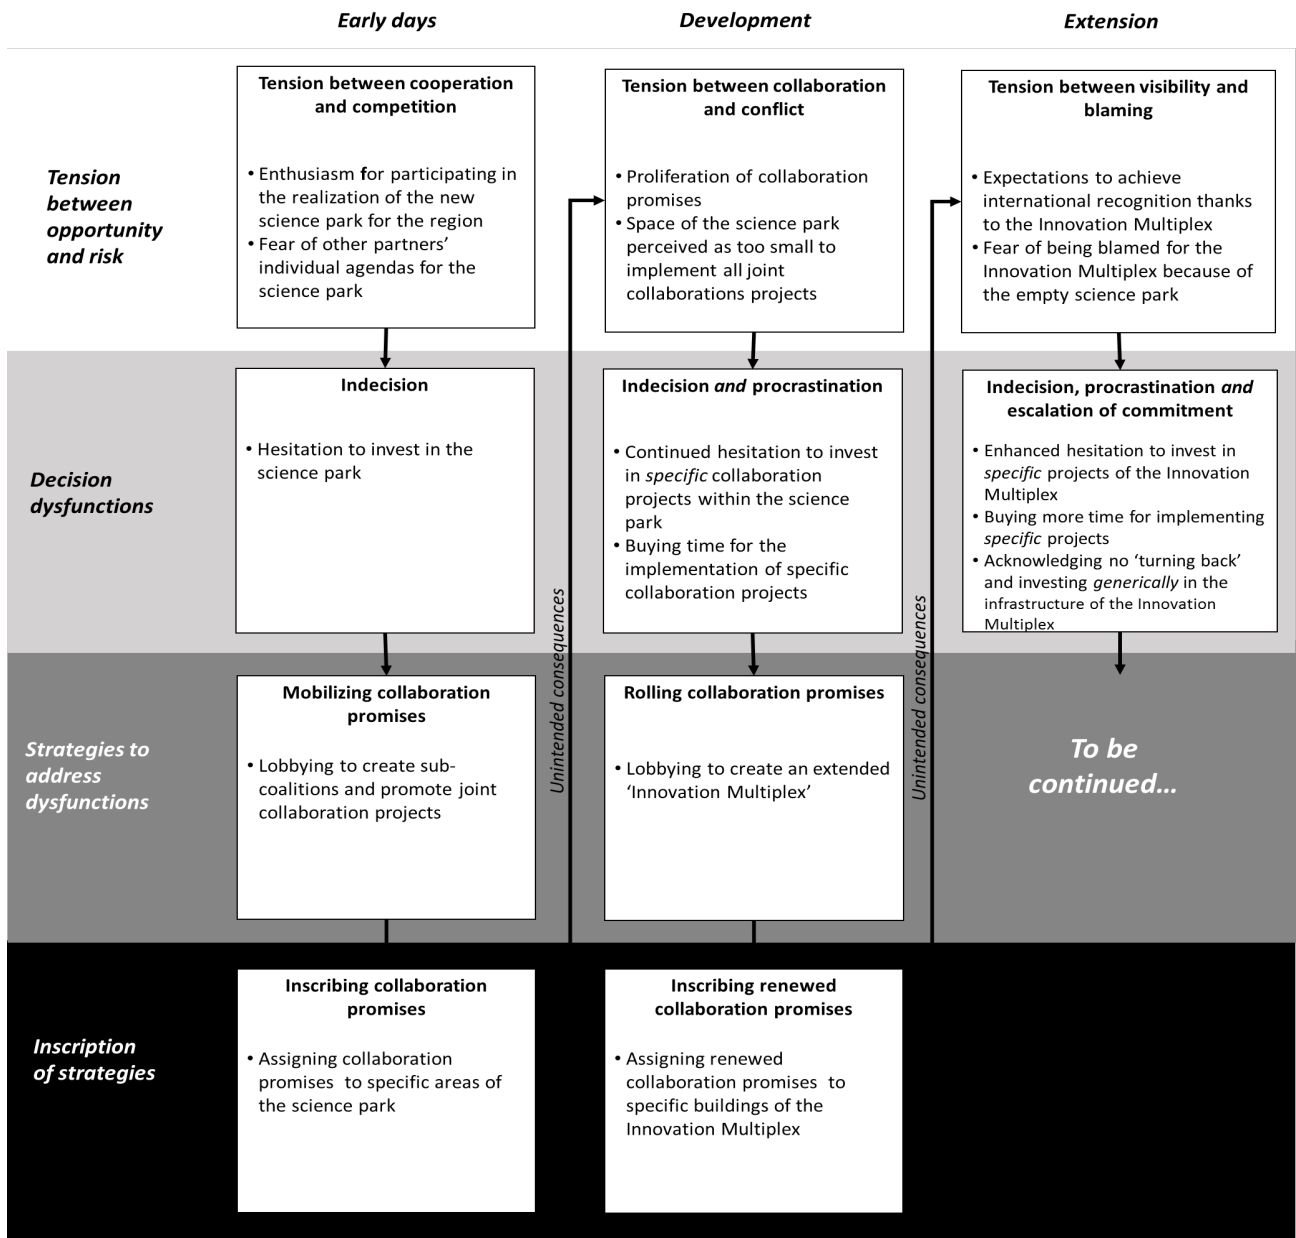 Early days
Development
Extension
Tension
between
opportunity
and risk
Tension between cooperation
and competition
• Enthusiasm for participating in
the realization of the new
science park for the region
• Fear of other partners’
individual agendas for the
science park
Tension between collaboration
and conflict
• Proliferation of collaboration
promises
• Space of the science park
perceived as too small to
implement all joint
collaborations projects
Tension between visibility and
blaming
• Expectations to achieve
international recognition thanks
to the Innovation Multiplex
• Fear of being blamed for the
Innovation Multiplex because of
the empty science park
Decision
dysfunctions
Indecision
• Hesitation to invest in the
science park
Indecision and procrastination
• Continued hesitation to invest
in specific collaboration
projects within the science
park
• Buying time for the
implementation of specific
collaboration projects
Indecision, procrastination and
escalation of commitment
• Enhanced hesitation to invest in
specific projects of the Innovation
Multiplex
• Buying more time for implementing
specific projects
• Acknowledging no ‘turning back’
and investing generically in the
infrastructure of the Innovation
Multiplex
Unintended consequences
Unintended consequences
Strategies to
address
dysfunctions
Mobilizing collaboration
promises
• Lobbying to create sub-
coalitions and promote joint
collaboration projects
Rolling collaboration promises
• Lobbying to create an extended
‘Innovation Multiplex’
To be
continued…
Inscription
of strategies
Inscribing collaboration
promises
• Assigning collaboration
promises to specific areas of
the science park
Inscribing renewed
collaboration promises
• Assigning renewed
collaboration promises to
specific buildings of the
Innovation Multiplex